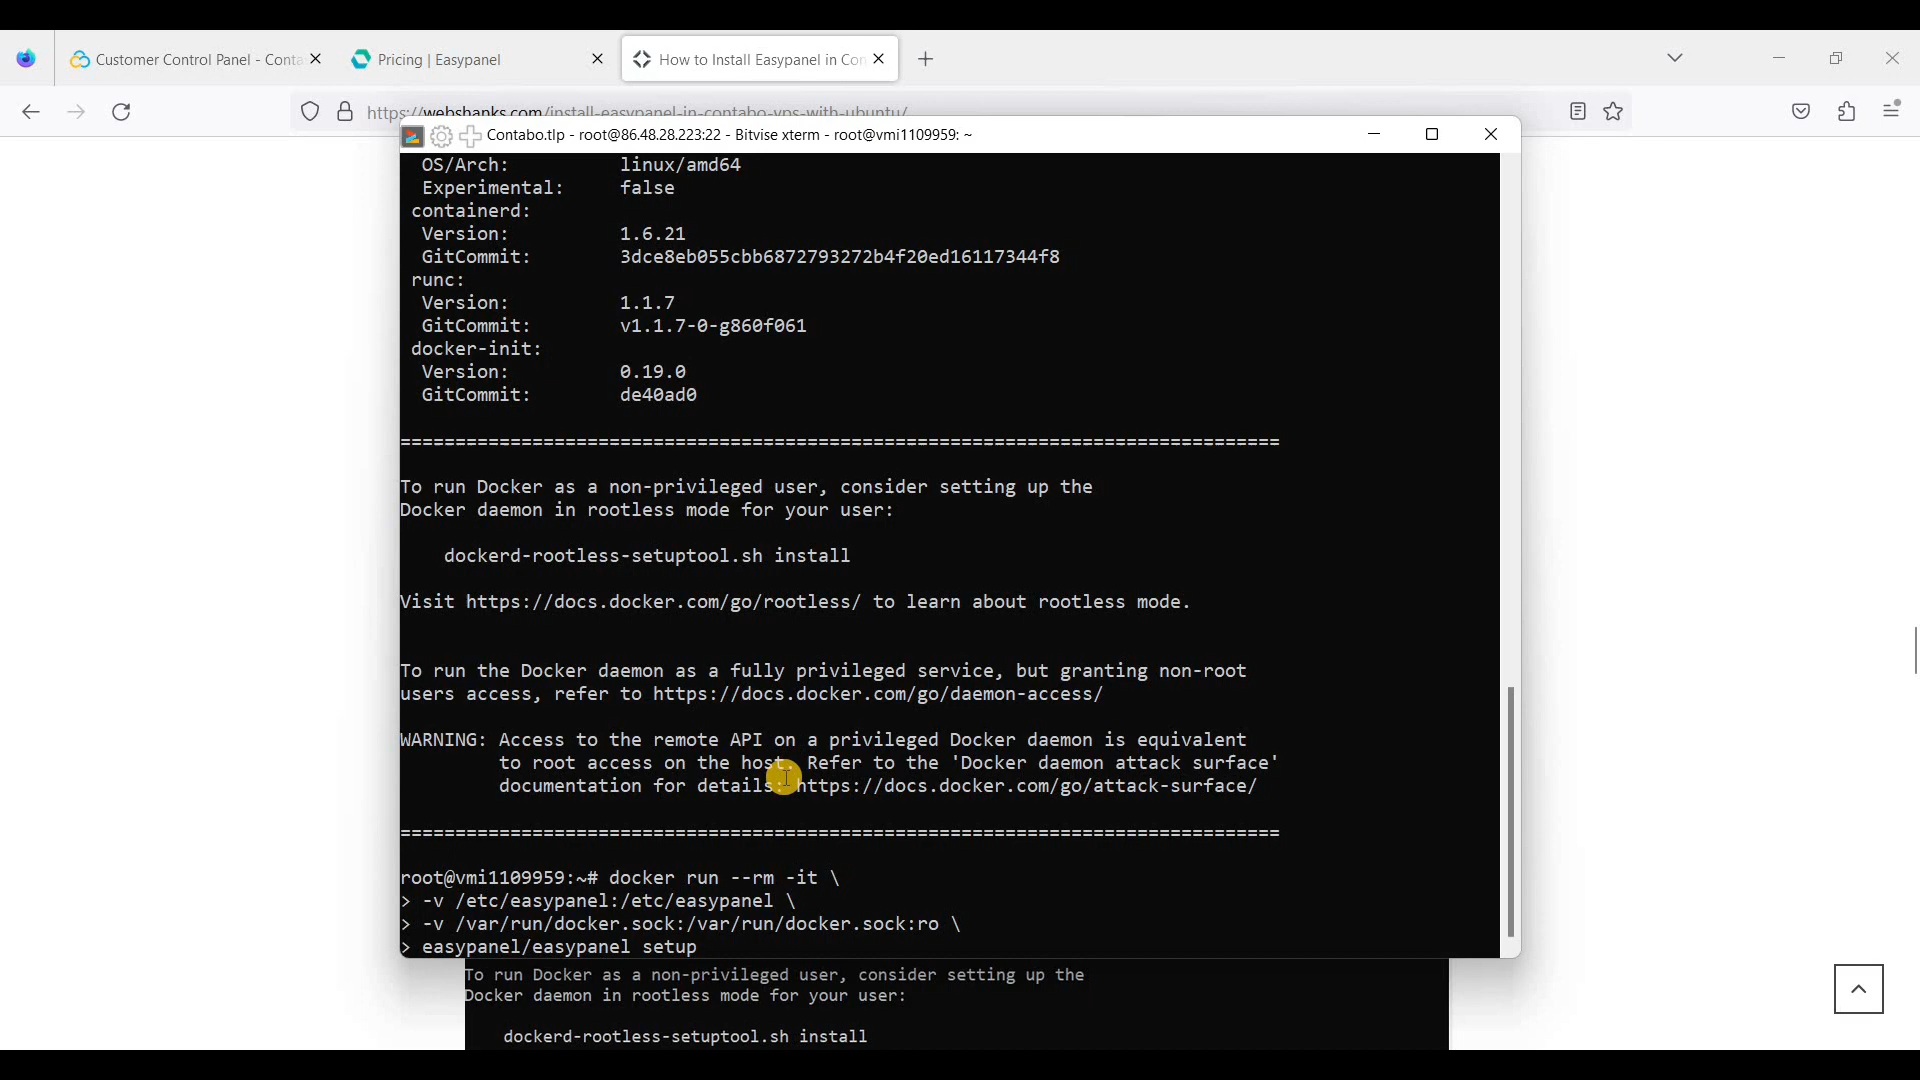 Customer Control Panel - Conta
Pricing | Easypanel
How to Install Easypanel in Con
https://webshanks.com/install-easypanel-in-contabo-vps-with-ubuntu/
Contabo.tlp - root@86.48.28.223:22 - Bitvise xterm - root@vmi1109959: ~
OS/Arch: linux/amd64
Experimental: false
containerd:
Version: 1.6.21
GitCommit: 3dce8eb055cbb6872793272b4f20ed16117344f8
runc:
Version: 1.1.7
GitCommit: v1.1.7-0-g860f061
docker-init:
Version: 0.19.0
GitCommit: de40ad0
================================================================================
To run Docker as a non-privileged user, consider setting up the
Docker daemon in rootless mode for your user:
dockerd-rootless-setuptool.sh install
Visit https://docs.docker.com/go/rootless/ to learn about rootless mode.
To run the Docker daemon as a fully privileged service, but granting non-root
users access, refer to https://docs.docker.com/go/daemon-access/
WARNING: Access to the remote API on a privileged Docker daemon is equivalent
to root access on the host. Refer to the 'Docker daemon attack surface'
documentation for details: https://docs.docker.com/go/attack-surface/
================================================================================
root@vmi1109959:~# docker run --rm -it \
> -v /etc/easypanel:/etc/easypanel \
> -v /var/run/docker.sock:/var/run/docker.sock:ro \
> easypanel/easypanel setup
To run Docker as a non-privileged user, consider setting up the
Docker daemon in rootless mode for your user:
dockerd-rootless-setuptool.sh install